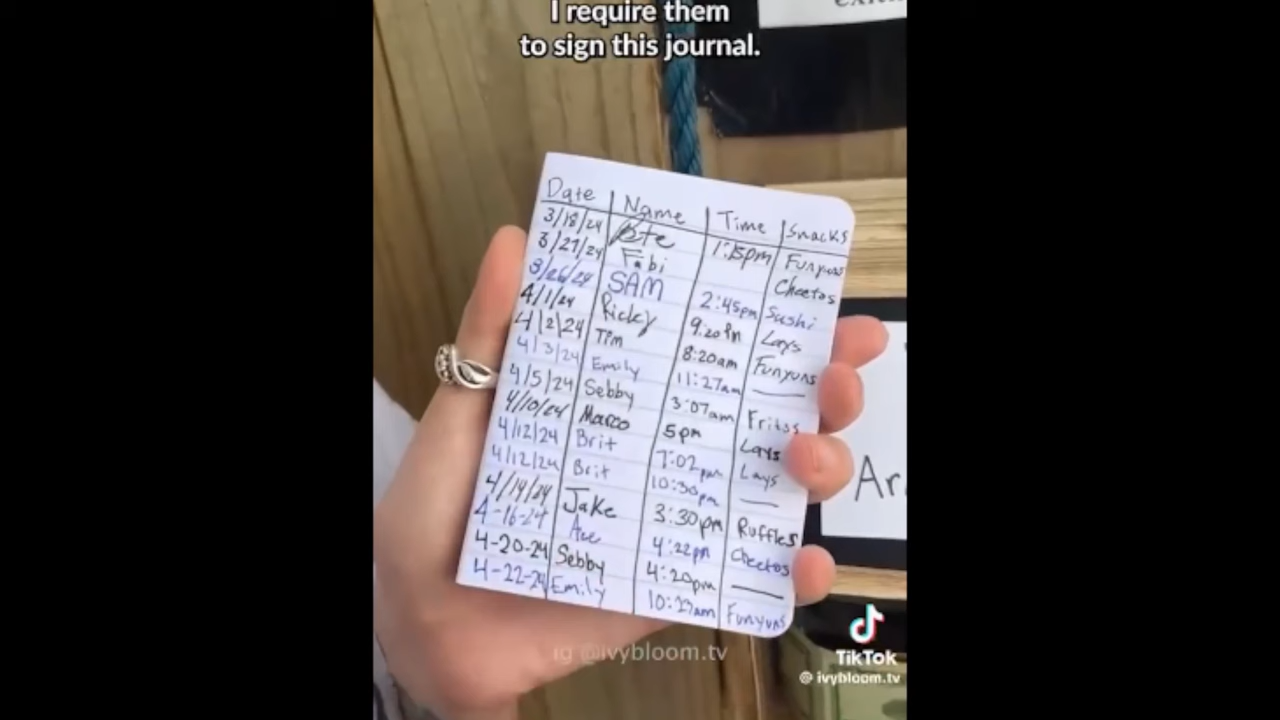 I require them
to sign this journal.
Date Name Time Snacks
3/18/24 Pete 1:15pm Funyuns
3/27/24 Fabi Cheetos
3/26/24 SAM 2:45pm Sushi
4/1/24 Ricky 9:20PM Lays
4/2/24 Tim 8:20am Funyuns
4/3/24 Emily 11:27am —
4/5/24 Sebby 3:07am Fritos
4/10/24 Marco 5pm Lays
4/12/24 Brit 7:02pm Lays
4/12/24 Brit 10:30pm —
4/14/24 Jake 3:30pm Ruffles
4-16-24 Ace 4:22pm Cheetos
4-20-24 Sebby 4:20pm —
4-22-24 Emily 10:23am Funyuns
ig @ivybloom.tv
TikTok
@ivybloom.tv